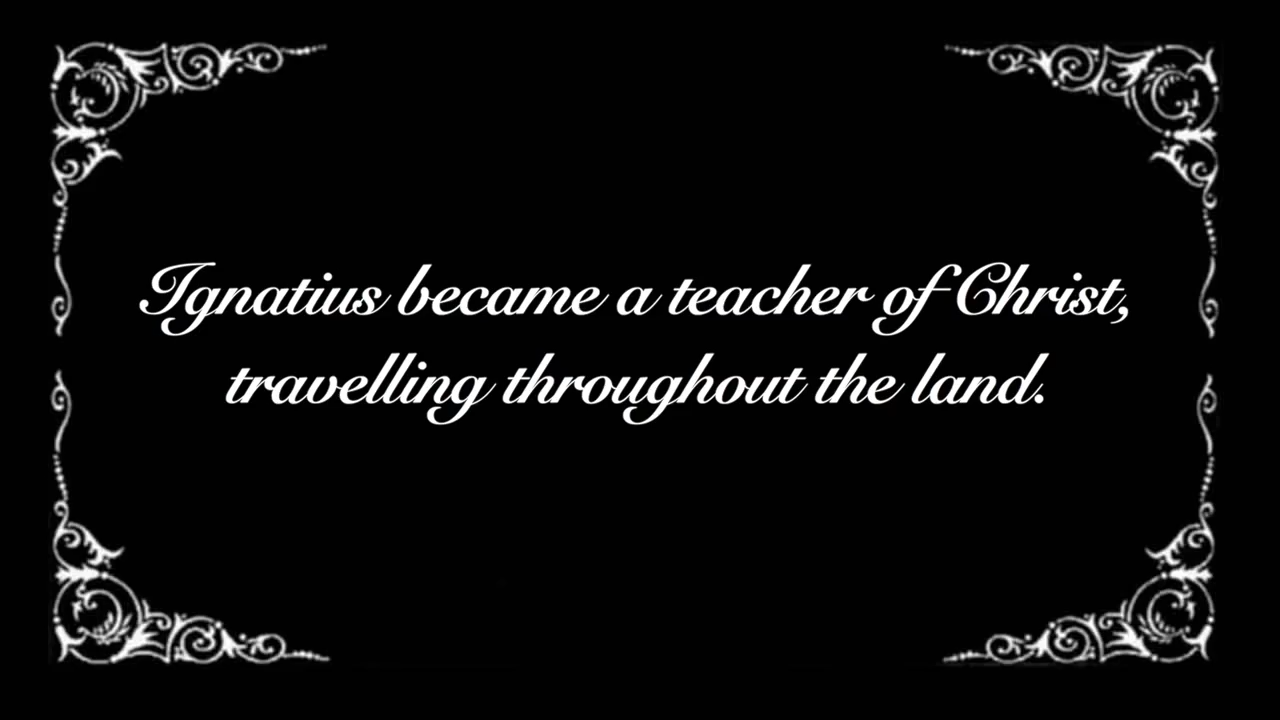 Ignatius became a teacher of Christ,
travelling throughout the land.